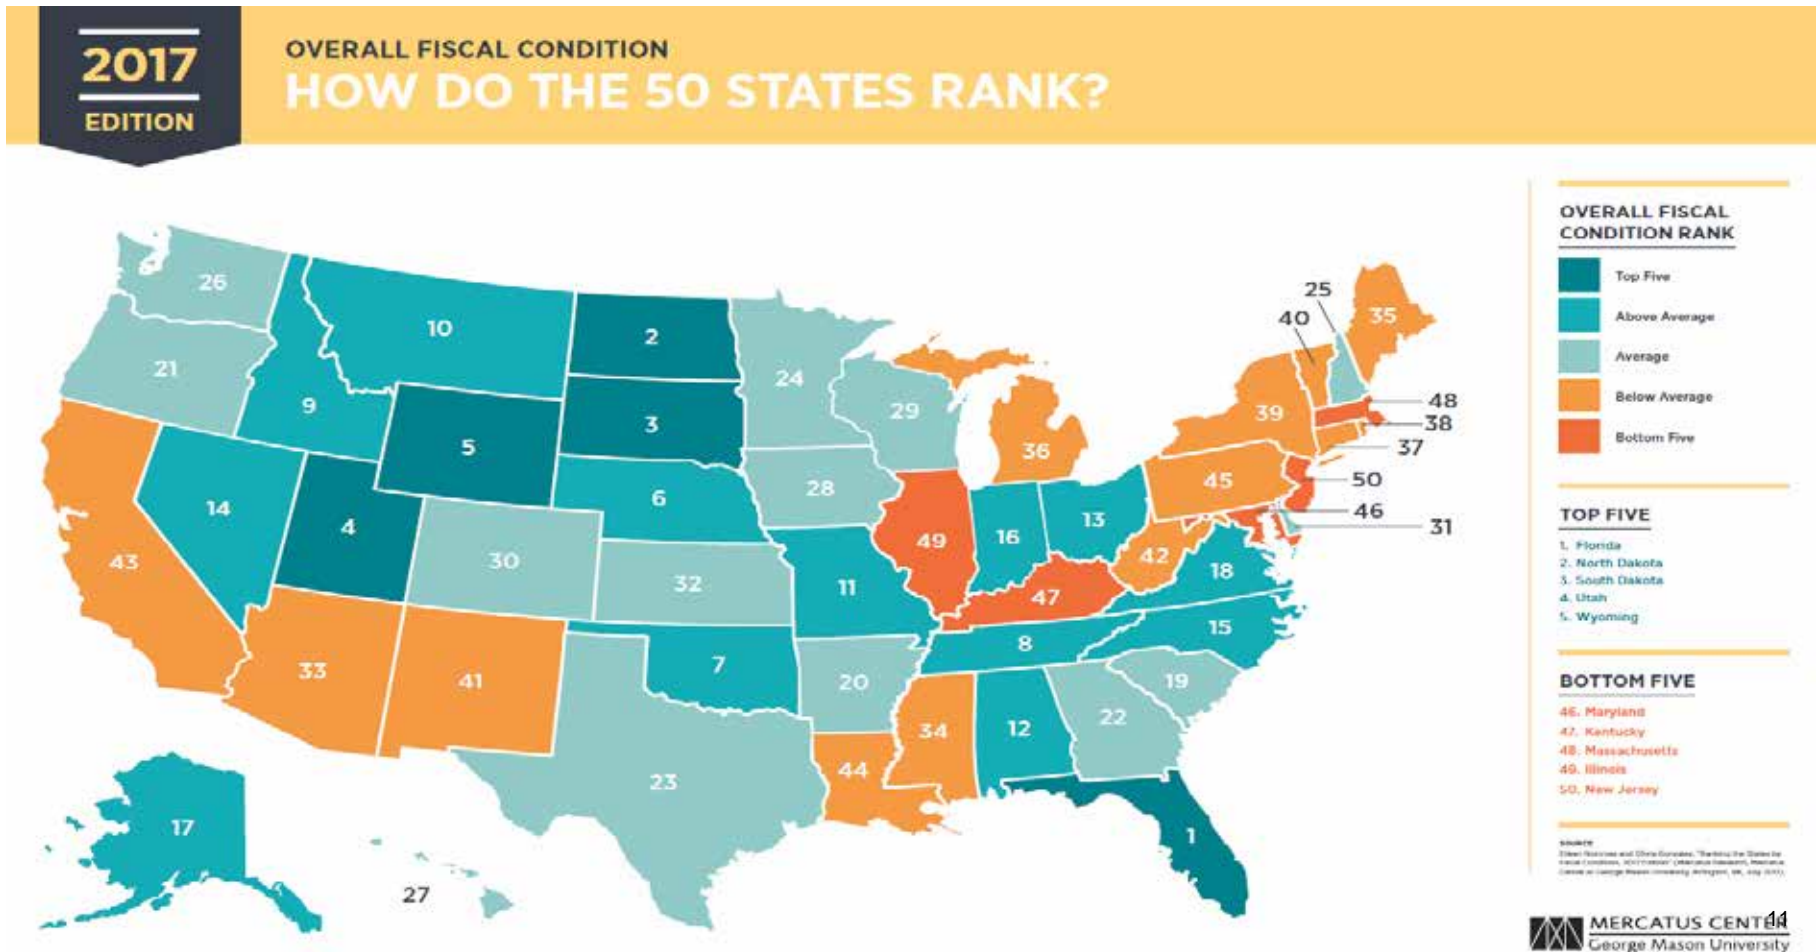 2017
EDITION
OVERALL FISCAL CONDITION
HOW DO THE 50 STATES RANK?
26
21
43
14
9
10
5
4
33
41
30
2
3
6
32
7
23
24
28
11
20
44
29
49
16
13
36
47
8
34
12
22
19
15
18
42
45
39
1
17
27
25
40
35
48
38
37
50
46
31
OVERALL FISCAL
CONDITION RANK
Top Five
Above Average
Average
Below Average
Bottom Five
TOP FIVE
1. Florida
2. North Dakota
3. South Dakota
4. Utah
5. Wyoming
BOTTOM FIVE
46. Maryland
47. Kentucky
48. Massachusetts
49. Illinois
50. New Jersey
SOURCE
MERCATUS CENTER
George Mason University